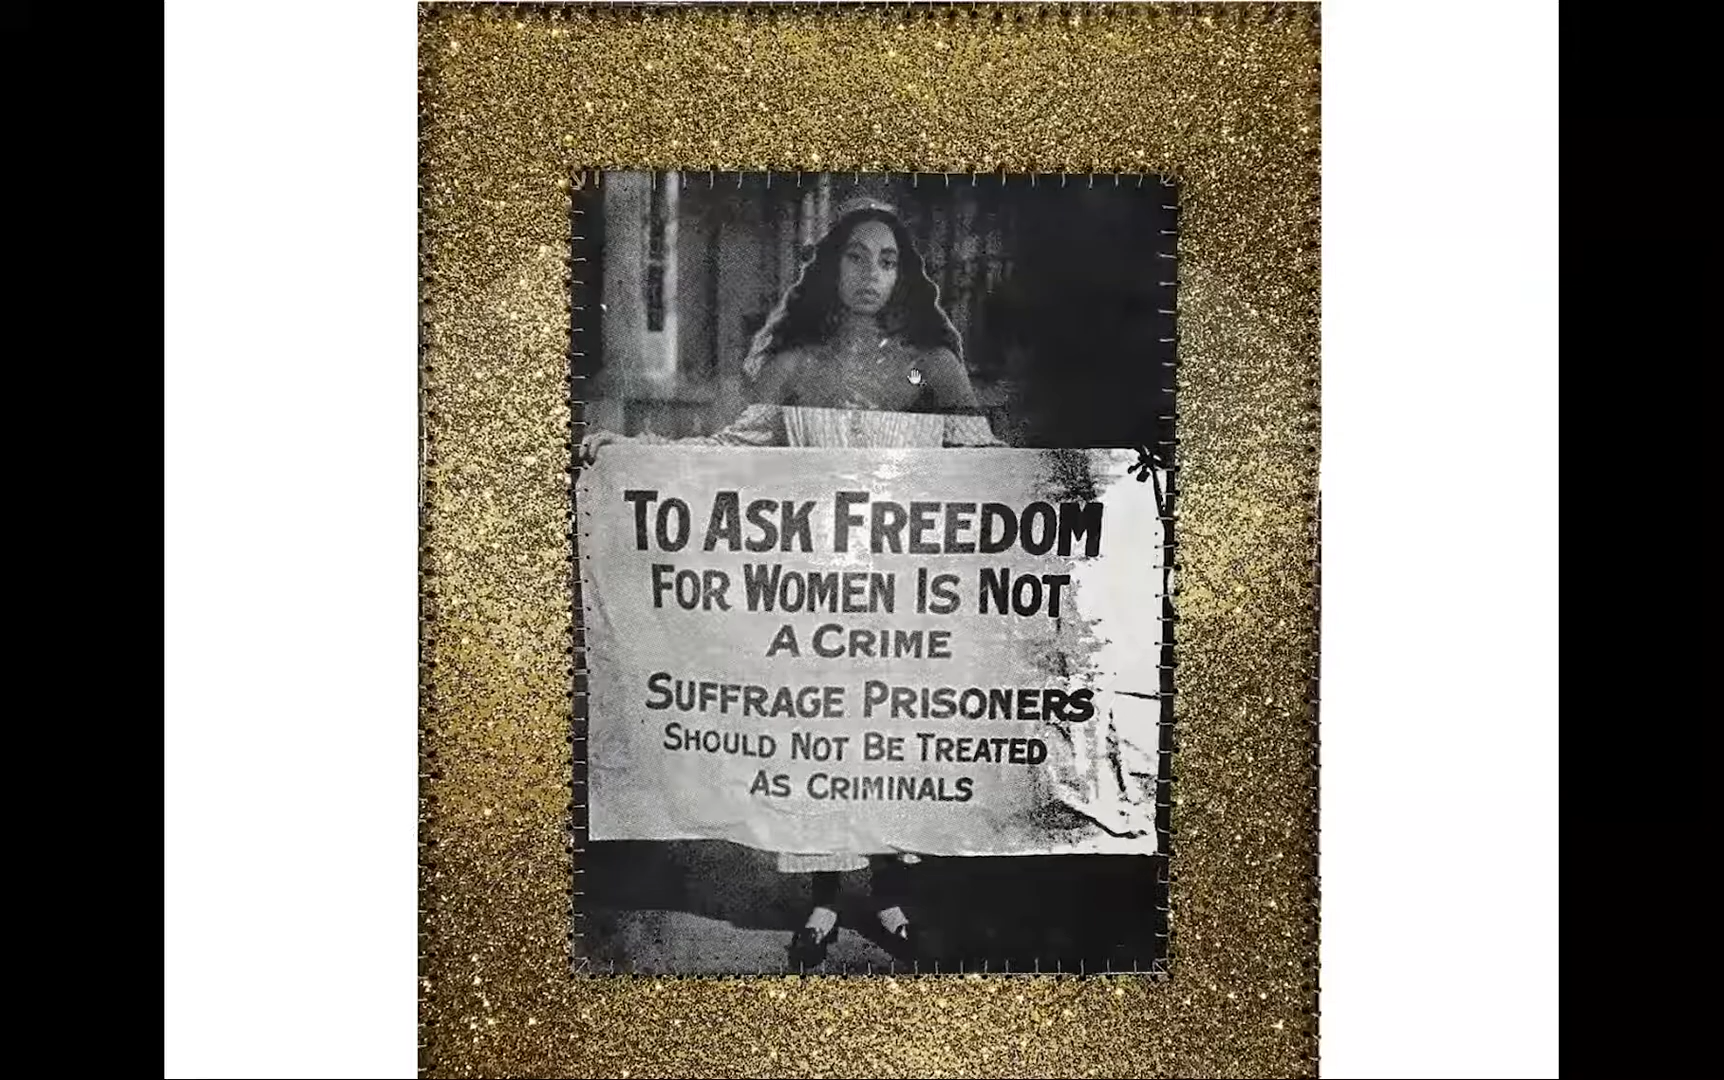 TO ASK FREEDOM
FOR WOMEN IS NOT
A CRIME
SUFFRAGE PRISONERS
SHOULD NOT BE TREATED
AS CRIMINALS